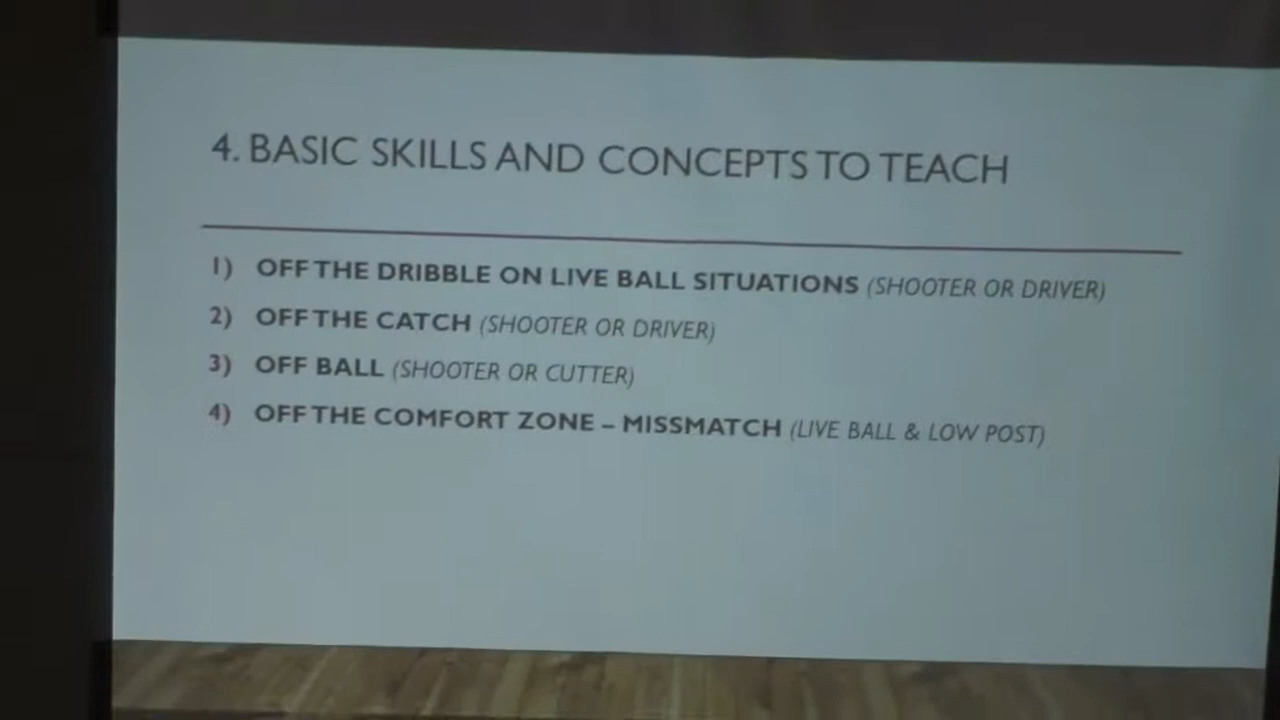 4. BASIC SKILLS AND CONCEPTS TO TEACH
1) OFF THE DRIBBLE ON LIVE BALL SITUATIONS (SHOOTER OR DRIVER)
2) OFF THE CATCH (SHOOTER OR DRIVER)
3) OFF BALL (SHOOTER OR CUTTER)
4) OFF THE COMFORT ZONE – MISSMATCH (LIVE BALL & LOW POST)